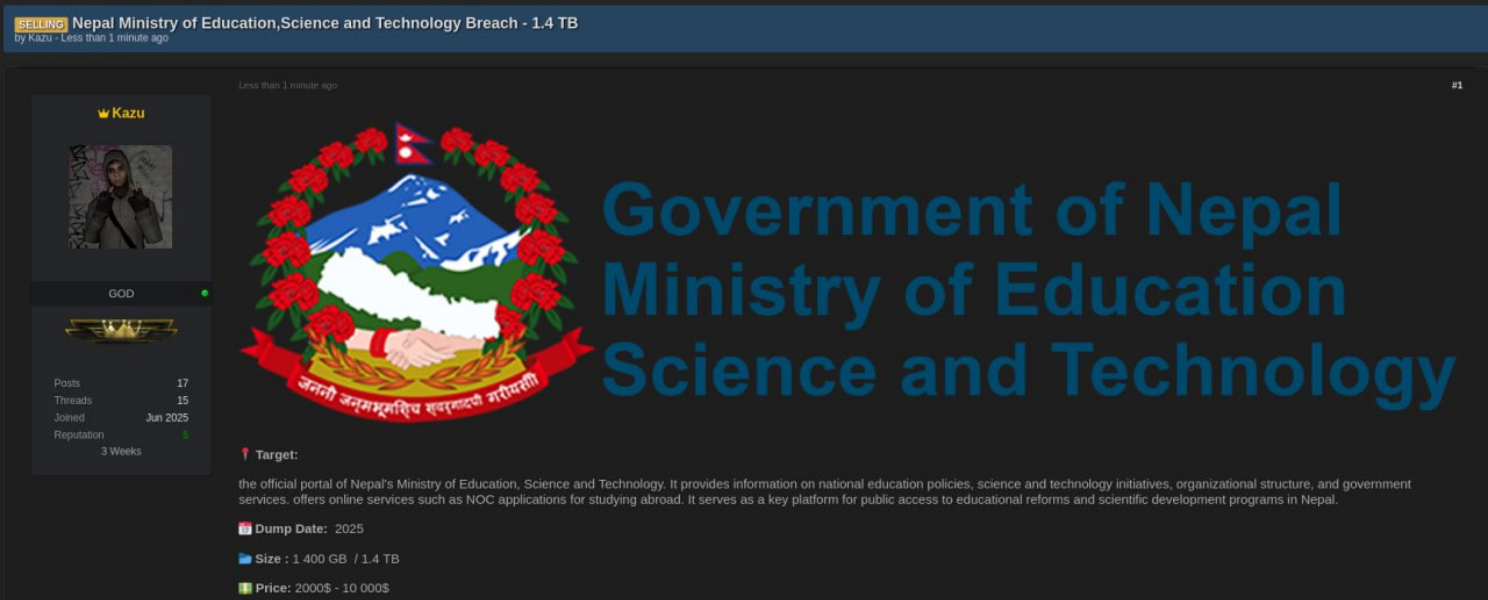 SELLING Nepal Ministry of Education,Science and Technology Breach - 1.4 TB
by Kazu - Less than 1 minute ago
Less than 1 minute ago
#1
Kazu
GOD
Posts 17
Threads 15
Joined Jun 2025
Reputation 5
3 Weeks
Government of Nepal
Ministry of Education
Science and Technology
जननी
Target:
the official portal of Nepal's Ministry of Education, Science and Technology. It provides information on national education policies, science and technology initiatives, organizational structure, and government
services. offers online services such as NOC applications for studying abroad. It serves as a key platform for public access to educational reforms and scientific development programs in Nepal.
Dump Date: 2025
Size : 1 400 GB / 1.4 TB
Price: 2000$ - 10 000$